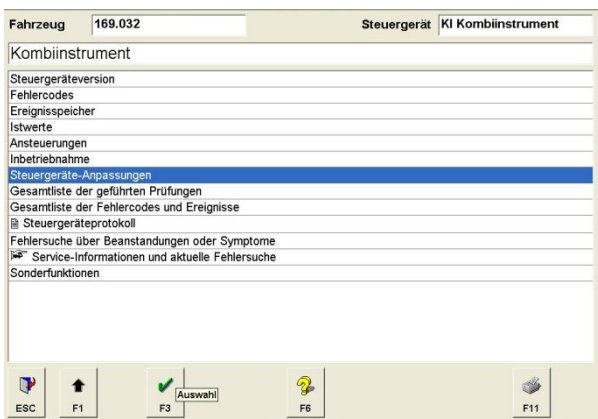 Fahrzeug 169.032 Steuergerät KI Kombiinstrument
Kombiinstrument
Steuergeräteversion
Fehlercodes
Ereignisspeicher
Istwerte
Ansteuerungen
Inbetriebnahme
Steuergeräte-Anpassungen
Gesamtliste der geführten Prüfungen
Gesamtliste der Fehlercodes und Ereignisse
Steuergeräteprotokoll
Fehlersuche über Beanstandungen oder Symptome
Service-Informationen und aktuelle Fehlersuche
Sonderfunktionen
Auswahl
ESC F1 F3 F6 F11